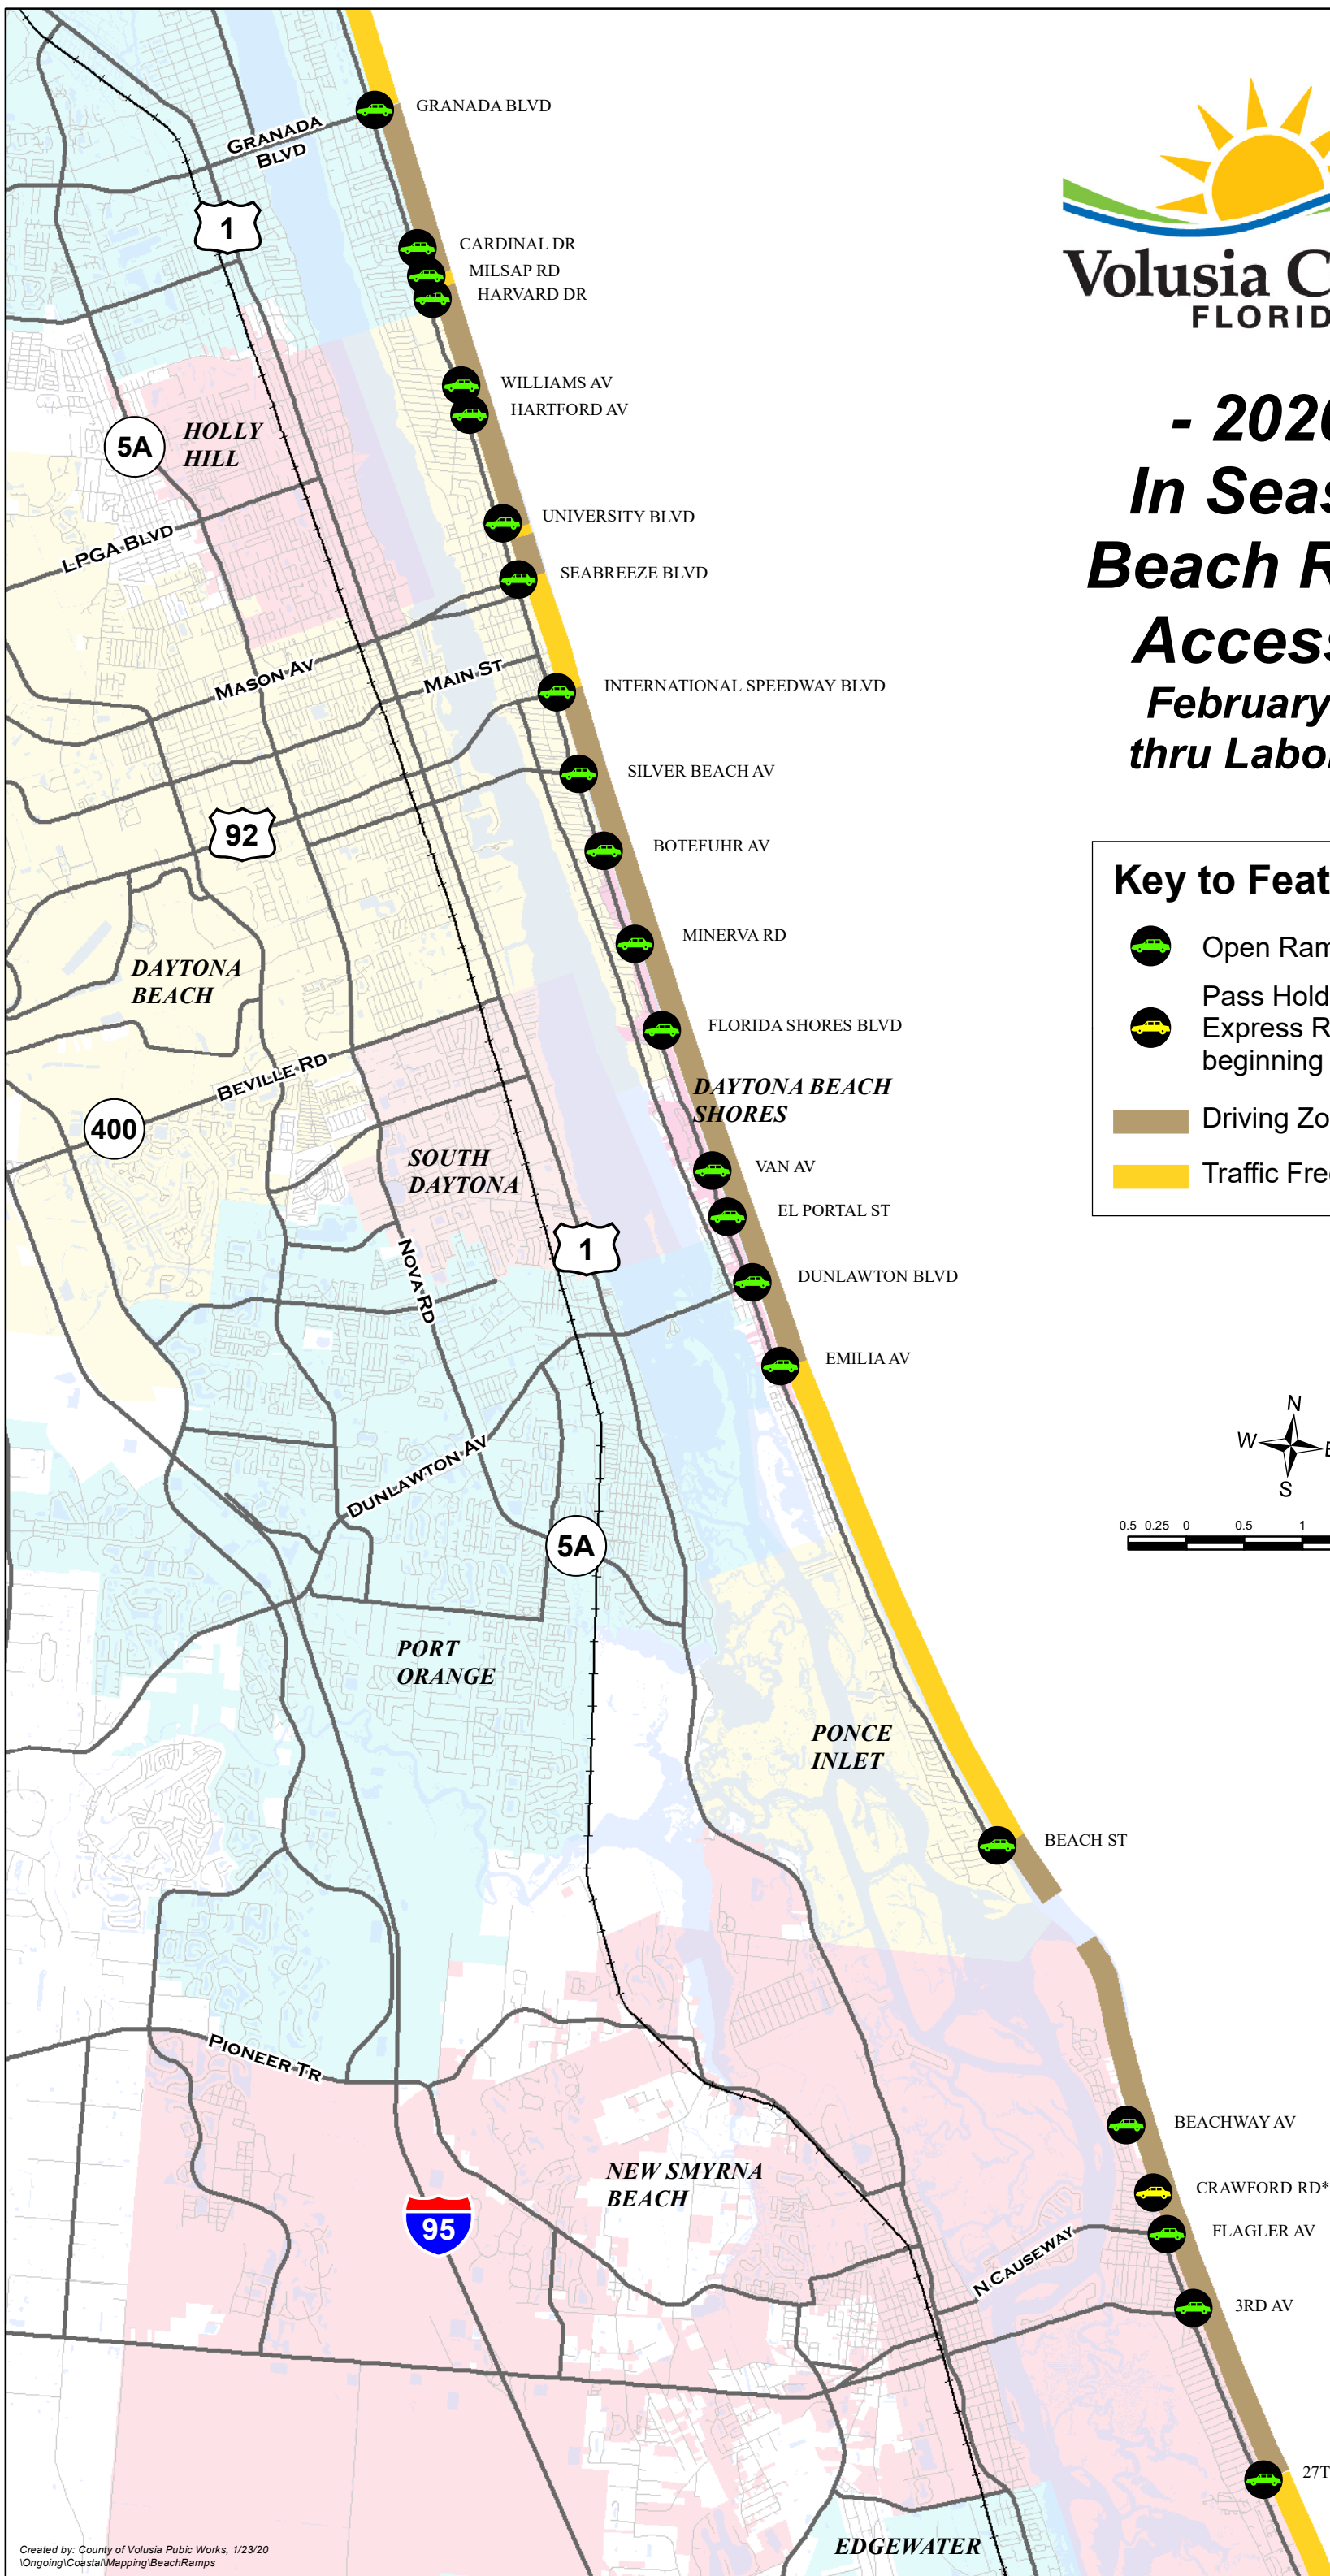 GRANADA BLVD
GRANADA
BLVD
1
CARDINAL DR
MILSAP RD
HARVARD DR
WILLIAMS AV
HARTFORD AV
HOLLY
HILL
5A
UNIVERSITY BLVD
LPGA BLVD
SEABREEZE BLVD
MASON AV
MAIN ST
INTERNATIONAL SPEEDWAY BLVD
SILVER BEACH AV
92
BOTEFUHR AV
MINERVA RD
DAYTONA
BEACH
FLORIDA SHORES BLVD
BEVILLE RD
DAYTONA BEACH
SHORES
400
SOUTH
DAYTONA
VAN AV
EL PORTAL ST
1
NOVA RD
DUNLAWTON BLVD
EMILIA AV
DUNLAWTON AV
5A
PORT
ORANGE
PONCE
INLET
BEACH ST
PIONEER TR
BEACHWAY AV
NEW SMYRNA
BEACH
CRAWFORD RD*
95
FLAGLER AV
N CAUSEWAY
3RD AV
27T
EDGEWATER
Volusia C
FLORID
- 2020
In Seas
Beach R
Access
February
thru Labor
Key to Feat
Open Ram
Pass Hold
Express R
beginning
Driving Zo
Traffic Free
N
W E
S
0.5 0.25 0 0.5 1
Created by: County of Volusia Pubic Works, 1/23/20
\Ongoing\Coastal\Mapping\BeachRamps